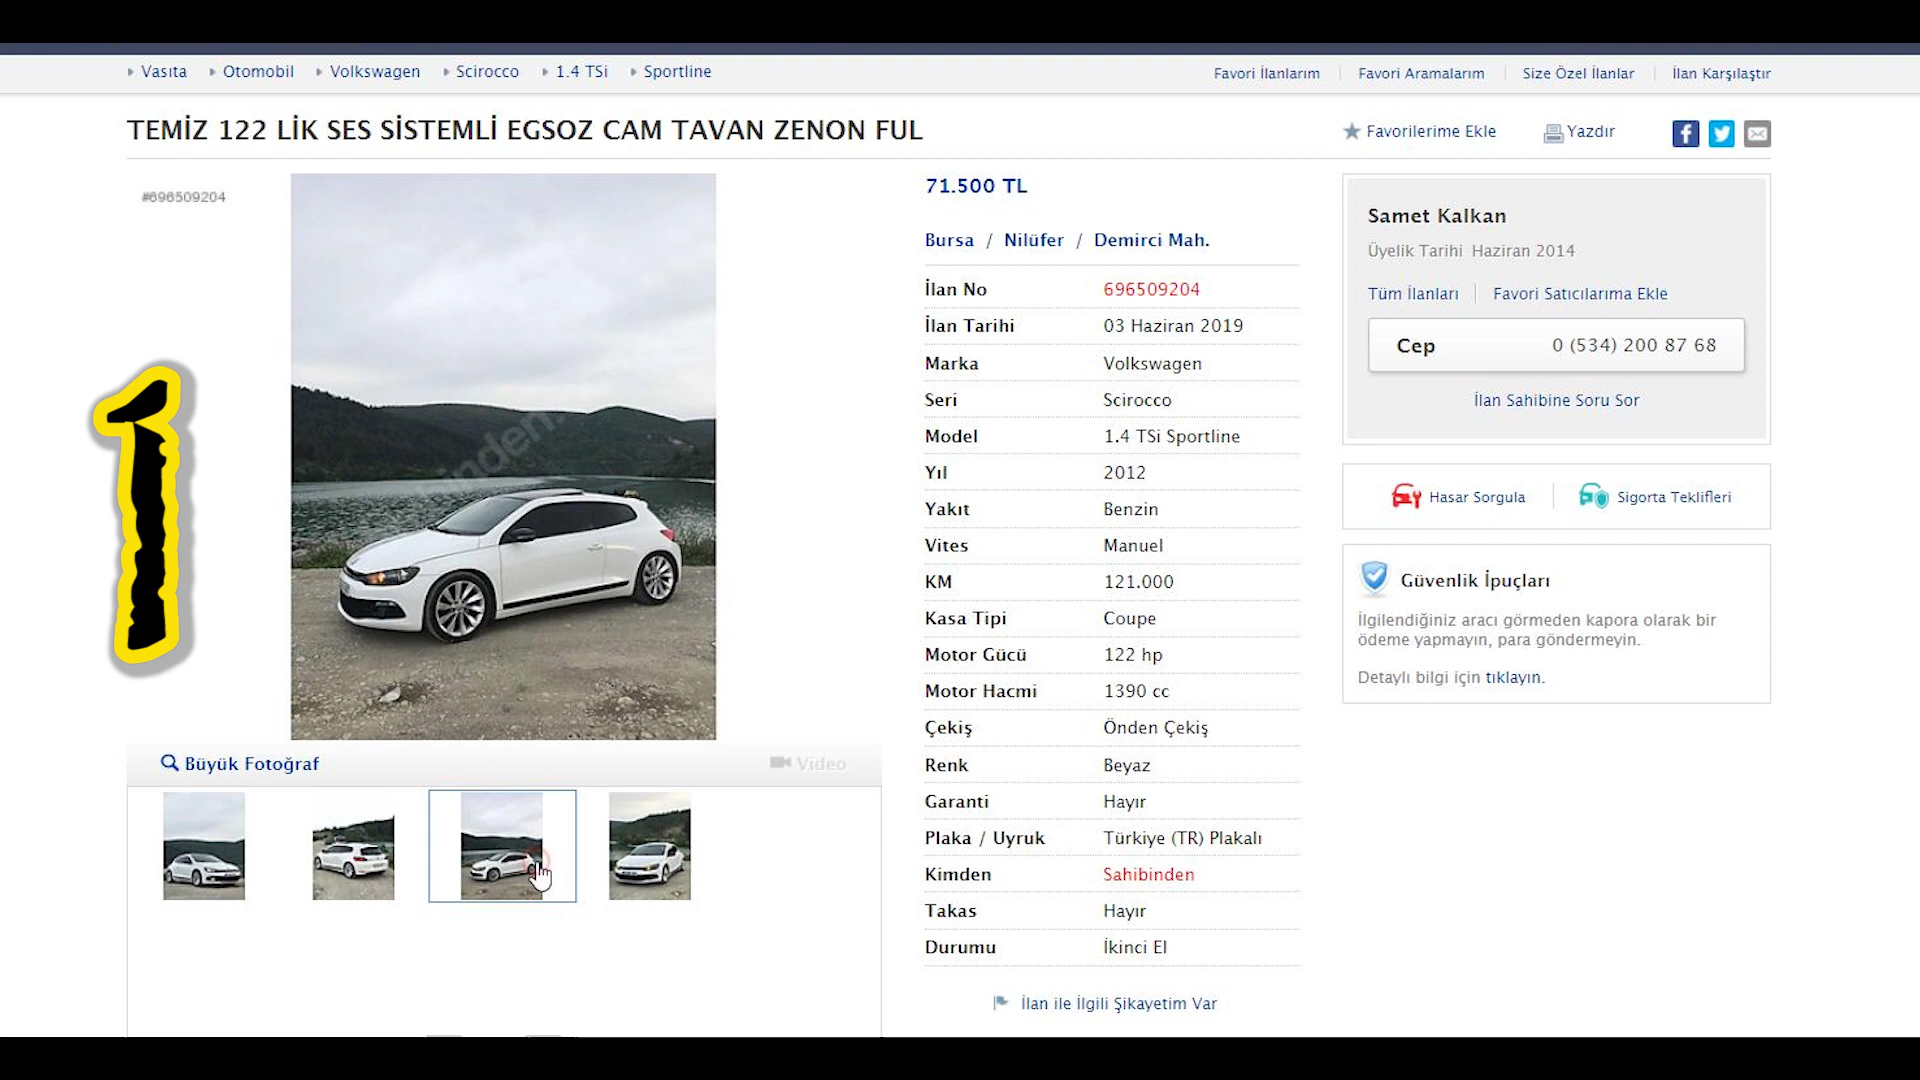 Vasıta Otomobil Volkswagen Scirocco 1.4 TSi Sportline
Favori İlanlarım Favori Aramalarım Size Özel İlanlar İlan Karşılaştır
TEMİZ 122 LİK SES SİSTEMLİ EGSOZ CAM TAVAN ZENON FUL
Favorilerime Ekle Yazdır
#696509204
1
Büyük Fotoğraf Video
71.500 TL
Bursa / Nilüfer / Demirci Mah.
İlan No 696509204
İlan Tarihi 03 Haziran 2019
Marka Volkswagen
Seri Scirocco
Model 1.4 TSi Sportline
Yıl 2012
Yakıt Benzin
Vites Manuel
KM 121.000
Kasa Tipi Coupe
Motor Gücü 122 hp
Motor Hacmi 1390 cc
Çekiş Önden Çekiş
Renk Beyaz
Garanti Hayır
Plaka / Uyruk Türkiye (TR) Plakalı
Kimden Sahibinden
Takas Hayır
Durumu İkinci El
İlan ile İlgili Şikayetim Var
Samet Kalkan
Üyelik Tarihi Haziran 2014
Tüm İlanları Favori Satıcılarıma Ekle
Cep 0 (534) 200 87 68
İlan Sahibine Soru Sor
Hasar Sorgula Sigorta Teklifleri
Güvenlik İpuçları
İlgilendiğiniz aracı görmeden kapora olarak bir
ödeme yapmayın, para göndermeyin.
Detaylı bilgi için tıklayın.